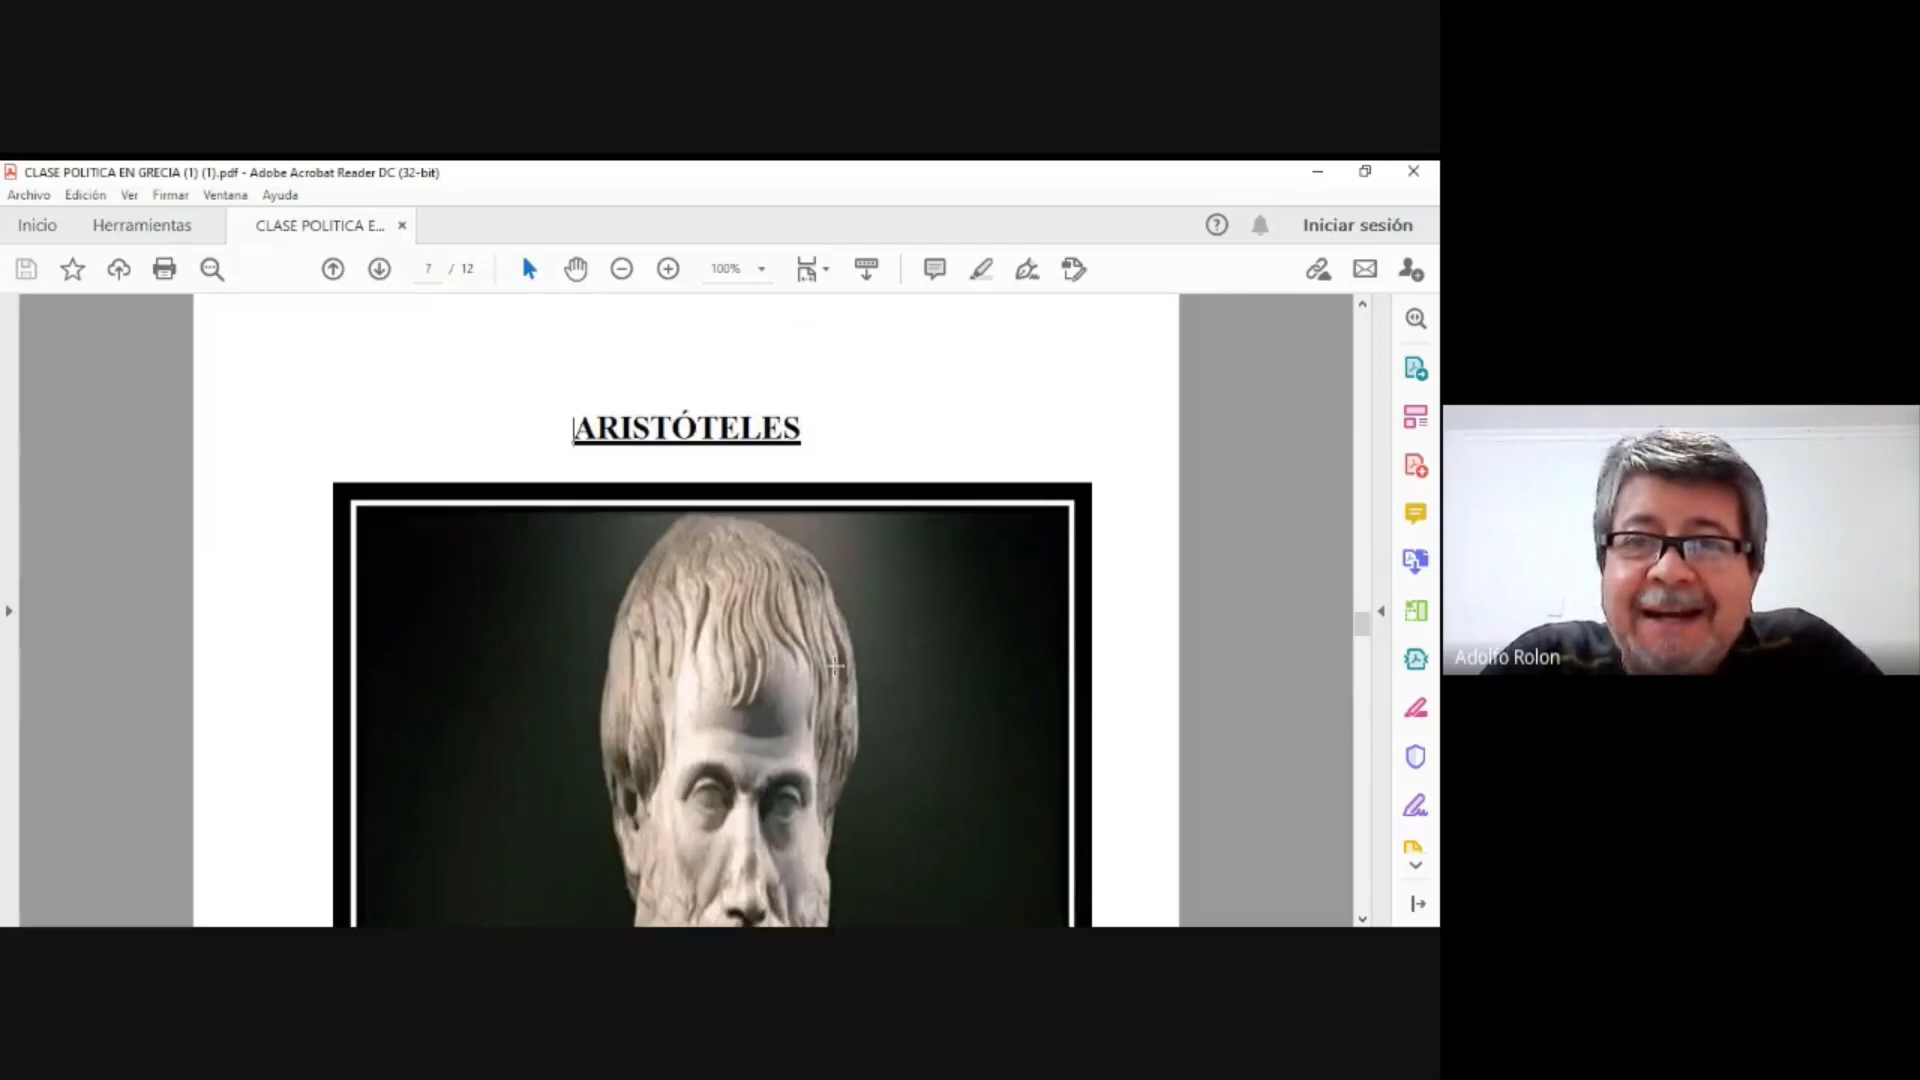 CLASE POLITICA EN GRECIA (1) (1).pdf - Adobe Acrobat Reader DC (32-bit)
Archivo Edición Ver Firmar Ventana Ayuda
Inicio Herramientas CLASE POLITICA E... Iniciar sesión
7 / 12 100%
ARISTÓTELES
Adolfo Rolon